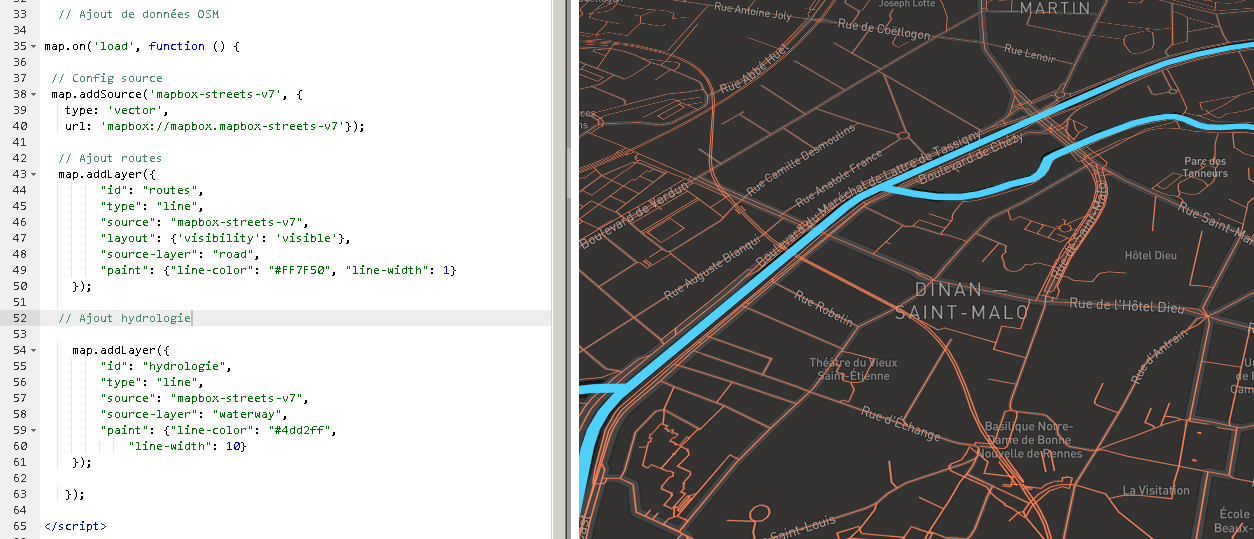 33 // Ajout de données OSM
34
35 map.on('load', function () {
36
37 // Config source
38 map.addSource('mapbox-streets-v7', {
39 type: 'vector',
40 url: 'mapbox://mapbox.mapbox-streets-v7'});
41
42 // Ajout routes
43 map.addLayer({
44 "id": "routes",
45 "type": "line",
46 "source": "mapbox-streets-v7",
47 "layout": {'visibility': 'visible'},
48 "source-layer": "road",
49 "paint": {"line-color": "#FF7F50", "line-width": 1}
50 });
51
52 // Ajout hydrologie
53
54 map.addLayer({
55 "id": "hydrologie",
56 "type": "line",
57 "source": "mapbox-streets-v7",
58 "source-layer": "waterway",
59 "paint": {"line-color": "#4dd2ff",
60 "line-width": 10}
61 });
62
63 });
64
65 </script>
Joseph Lotte
MARTIN
Rue Antoine Joly
Rue de Coëtlogon
Rue Lenoir
Rue Abbé Huet
Rue Camille Desmoulins
Rue Anatole France
Boulevard du Maréchal de Lattre de Tassigny
Boulevard de Chézy
Boulevard de Verdun
Parc des
Tanneurs
Rue Saint-Ma
Rue de Saint-Malo
Rue Auguste Blanqui
Hôtel Dieu
DINAN —
SAINT-MALO
Rue de l'Hôtel Dieu
Rue Robelin
Rue d'Antrain
Théâtre du Vieux
Saint-Étienne
Rue d'Échange
Basilique Notre-
Dame de Bonne
Nouvelle de Rennes
La Visitation
Saint-Louis
École
Beaux-